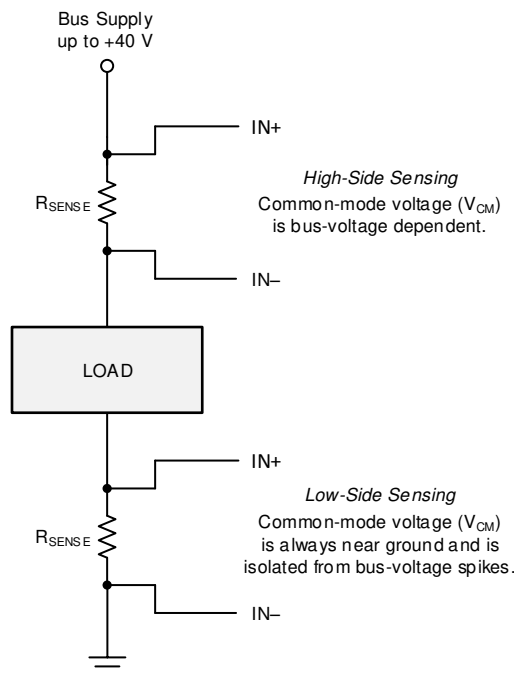 Bus Supply
up to +40 V
IN+
High-Side Sensing
Common-mode voltage (VCM)
is bus-voltage dependent.
RSENSE
IN–
LOAD
IN+
Low-Side Sensing
Common-mode voltage (VCM)
is always near ground and is
isolated from bus-voltage spikes.
RSENSE
IN–